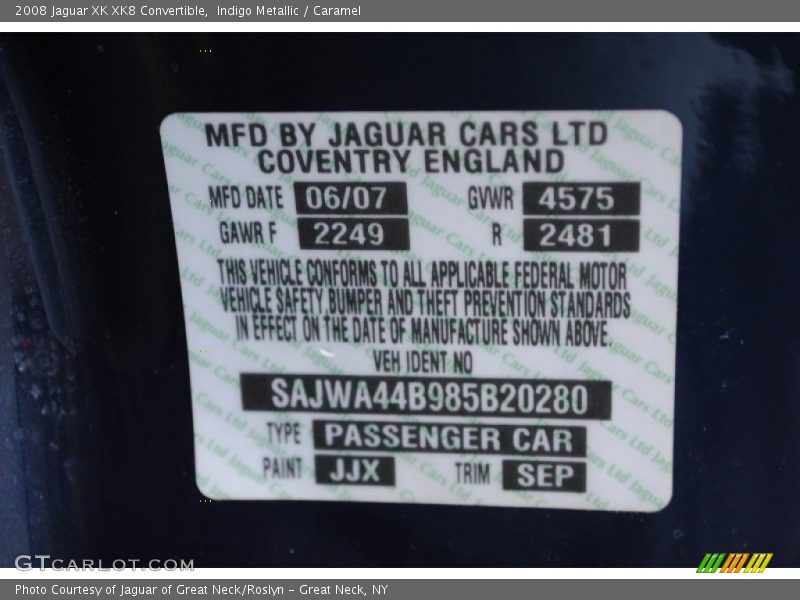 2008 Jaguar XK XK8 Convertible,  Indigo Metallic / Caramel
MFD BY JAGUAR CARS LTD
COVENTRY ENGLAND
MFD DATE 06/07 GVWR 4575
GAWR F 2249 R 2481
THIS VEHICLE CONFORMS TO ALL APPLICABLE FEDERAL MOTOR
VEHICLE SAFETY,BUMPER AND THEFT PREVENTION STANDARDS
IN EFFECT ON THE DATE OF MANUFACTURE SHOWN ABOVE.
VEH IDENT NO
SAJWA44B985B20280
TYPE PASSENGER CAR
PAINT JJX TRIM SEP
GTCARLOT.COM
Photo Courtesy of Jaguar of Great Neck/Roslyn – Great Neck, NY